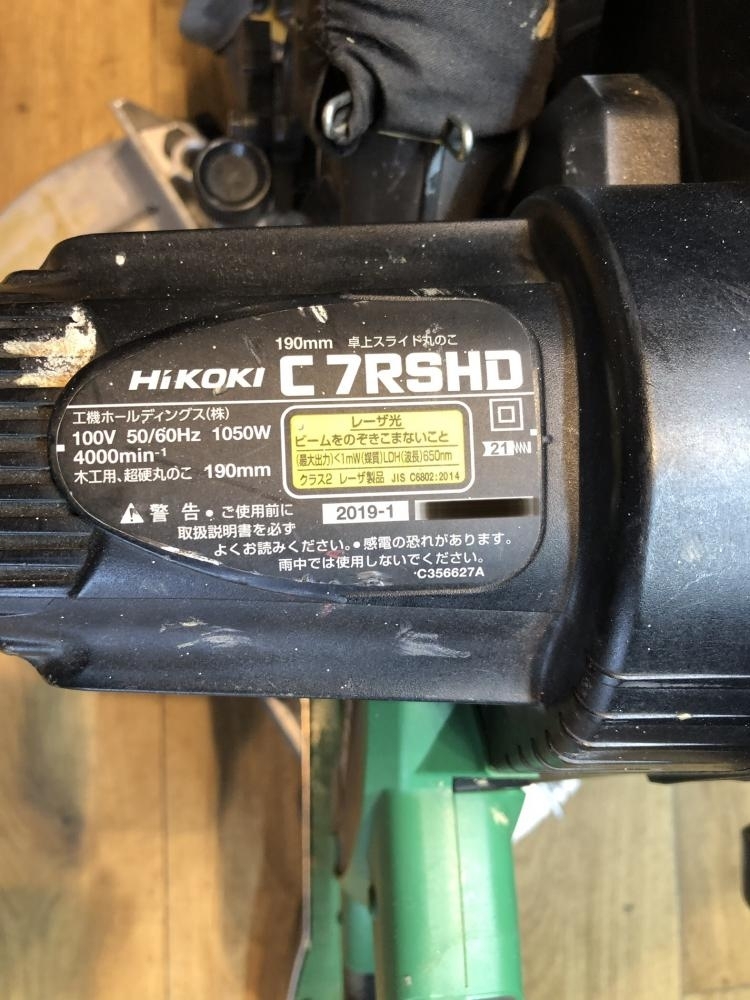 190mm 卓上スライド丸のこ
HiKOKI C 7RSHD
工機ホールディングス(株)
100V 50/60Hz 1050W
4000min-1
木工用、超硬丸のこ 190mm
レーザ光
ビームをのぞきこまないこと
(最大出力)<1mW(媒質)LDH(波長)650nm
クラス2 レーザ製品 JIS C6802:2014
21
警告 • ご使用前に
取扱説明書を必ず
よくお読みください。• 感電の恐れがあります。
雨中では使用しないでください。
2019-1
C356627A